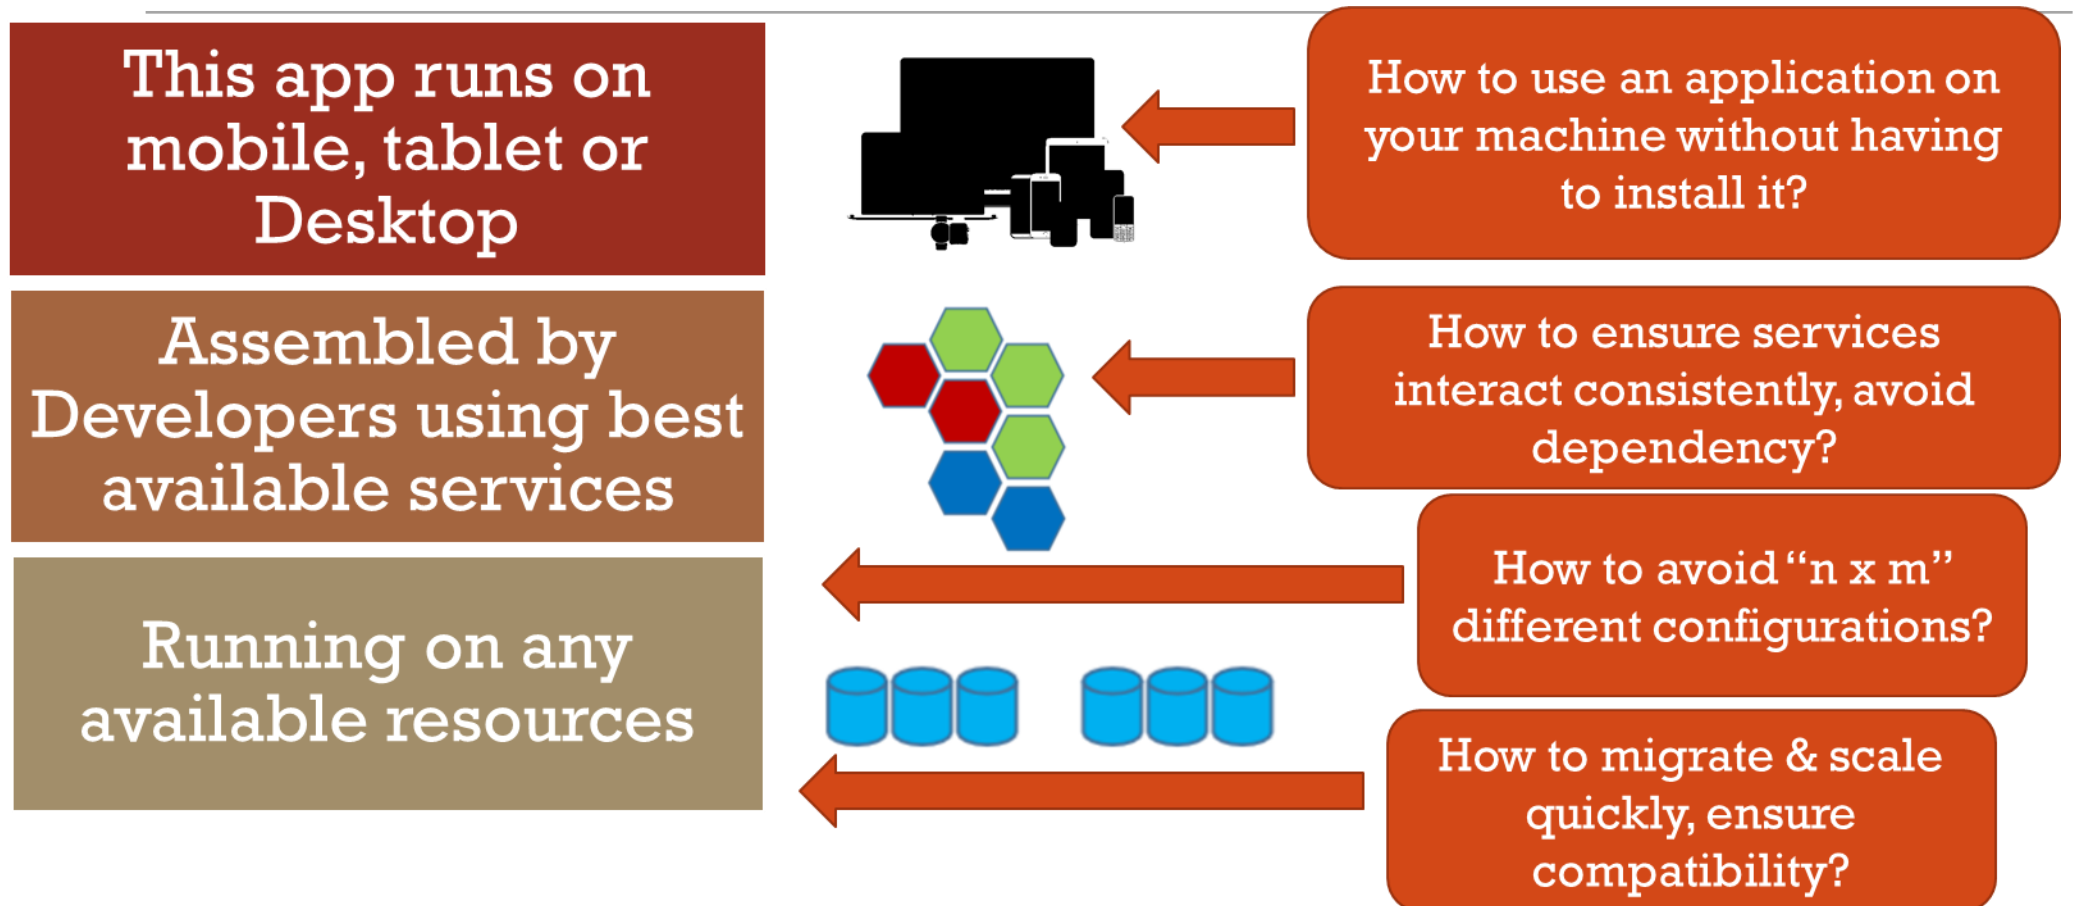 This app runs on
mobile, tablet or
Desktop
How to use an application on
your machine without having
to install it?
Assembled by
Developers using best
available services
How to ensure services
interact consistently, avoid
dependency?
Running on any
available resources
How to avoid “n x m”
different configurations?
How to migrate & scale
quickly, ensure
compatibility?